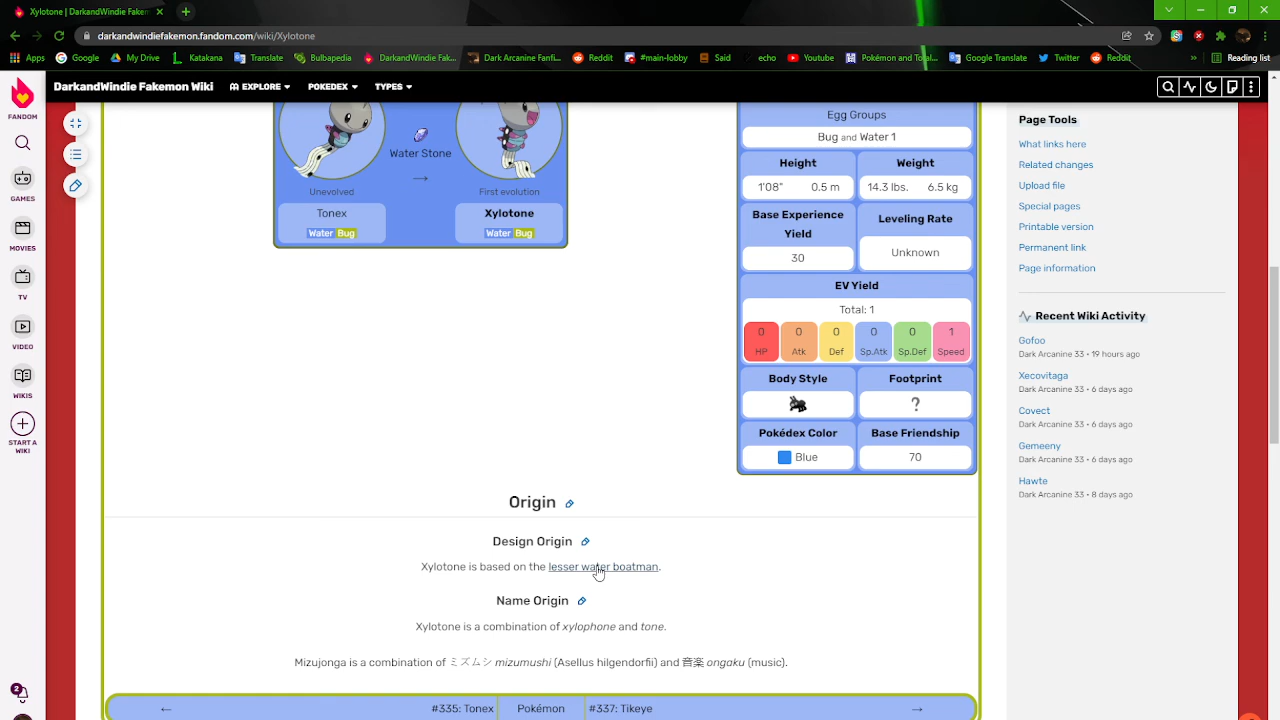 Xylotone | DarkandWindie Faken
darkandwindiefakemon.fandom.com/wiki/Xylotone
Apps Google My Drive Katakana Translate Bulbapedia DarkandWindie Fak... Dark Arcanine Fanfi... Reddit #main-lobby Said echo YouTube Pokémon and Total... Google Translate Twitter Reddit » Reading list
DarkandWindie Fakemon Wiki EXPLORE POKEDEX TYPES
FANDOM
GAMES
MOVIES
TV
VIDEO
WIKIS
START A
WIKI
2
Water Stone
→
Unevolved First evolution
Tonex Xylotone
Water Bug Water Bug
Egg Groups
Bug and Water 1
Height Weight
1'08" 0.5 m 14.3 lbs. 6.5 kg
Base Experience
Yield
Leveling Rate
30 Unknown
EV Yield
Total: 1
0 0 0 0 0 1
HP Atk Def Sp.Atk Sp.Def Speed
Body Style Footprint
?
Pokédex Color Base Friendship
Blue 70
Origin
Design Origin
Xylotone is based on the lesser water boatman.
Name Origin
Xylotone is a combination of xylophone and tone.
Mizujonga is a combination of ミズムシ mizumushi (Asellus hilgendorfii) and 音楽 ongaku (music).
← #335: Tonex Pokémon #337: Tikeye →
Page Tools
What links here
Related changes
Upload file
Special pages
Printable version
Permanent link
Page information
Recent Wiki Activity
Gofoo
Dark Arcanine 33 • 19 hours ago
Xecovitaga
Dark Arcanine 33 • 6 days ago
Covect
Dark Arcanine 33 • 6 days ago
Gemeeny
Dark Arcanine 33 • 6 days ago
Hawte
Dark Arcanine 33 • 8 days ago